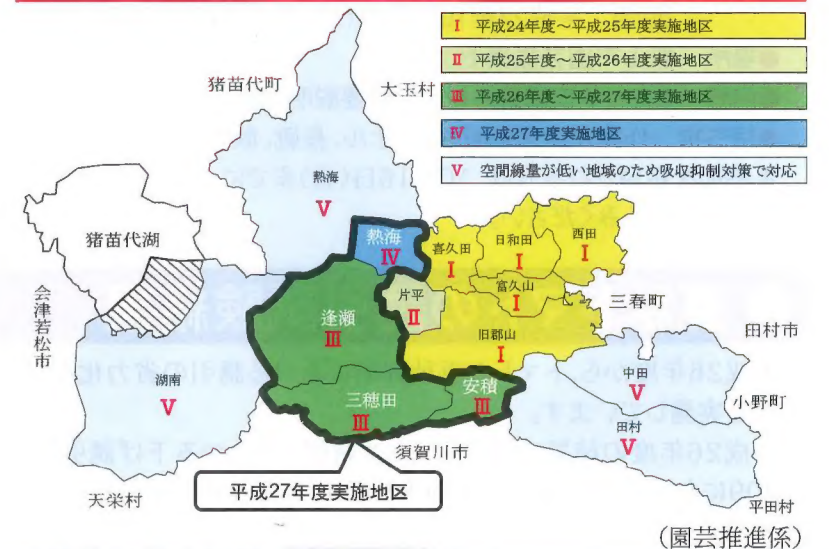 I 平成24年度〜平成25年度実施地区
II 平成25年度〜平成26年度実施地区
III 平成26年度〜平成27年度実施地区
IV 平成27年度実施地区
V 空間線量が低い地域のため吸収抑制対策で対応
猪苗代町
大玉村
熱海
V
猪苗代湖
熱海
IV
喜久田
I
日和田
I
西田
I
会津若松市
片平
II
富久山
I
三春町
逢瀬
III
旧郡山
I
田村市
湖南
V
三穂田
III
安積
III
中田
V
小野町
田村
V
須賀川市
天栄村
平成27年度実施地区
平田村
(園芸推進係)